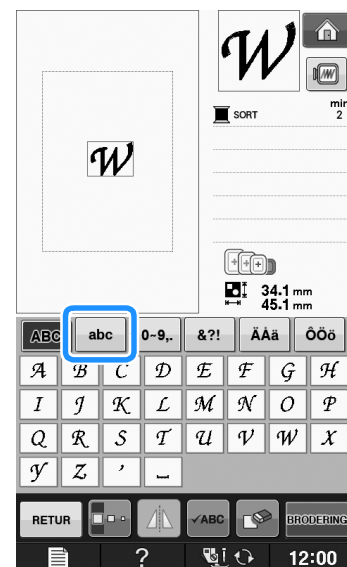 W
SORT
min
2
W
34.1 mm
45.1 mm
ABC abc 0~9,. &?! ÄÅä ÔÖö
A B C D E F G H
I J K L M N O P
Q R S T U V W X
Y Z ' _
RETUR ✓ABC BRODERING
? 12:00